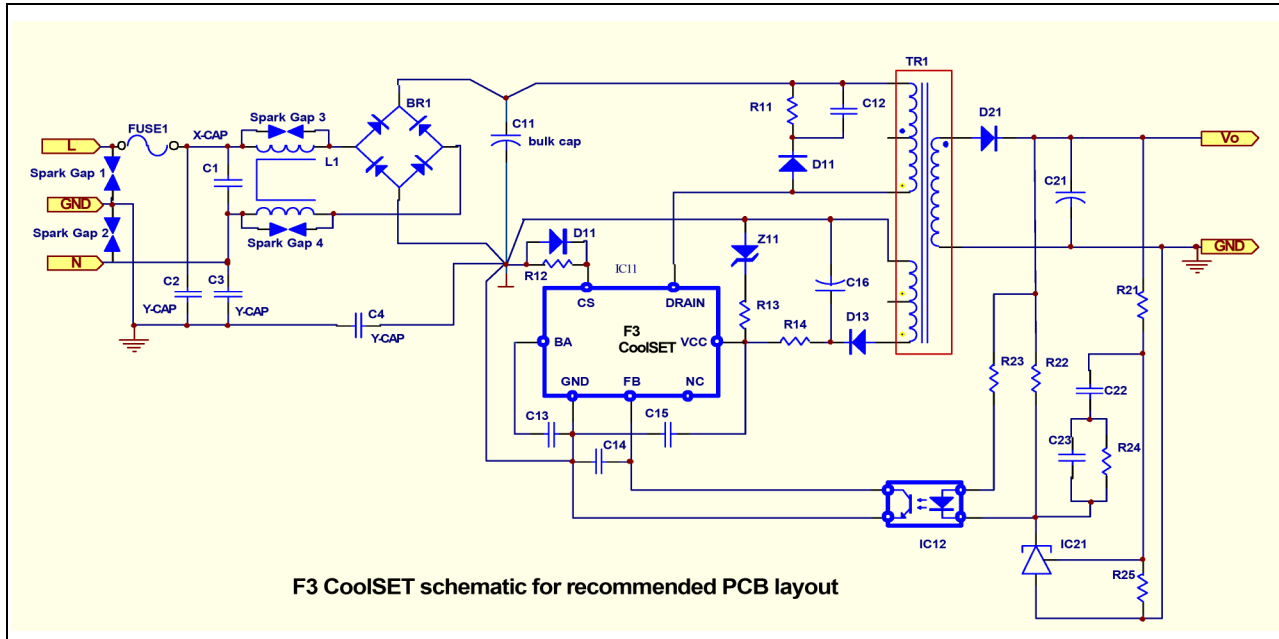 TR1
BR1
D21
R11
C12
Spark Gap 3
FUSE1
X-CAP
C11
bulk cap
L
Vo
C1
L1
D11
Spark Gap 1
C21
GND
Spark Gap 2
Spark Gap 4
D11
Z11
GND
N
R12
IC11
C2
C3
CS
DRAIN
C16
R21
Y-CAP
Y-CAP
C4
R13
R14
D13
Y-CAP
F3
CoolSET
BA
VCC
R23
R22
GND
FB
NC
C22
C13
C15
C14
C23
R24
IC12
IC21
R25
F3 CoolSET schematic for recommended PCB layout